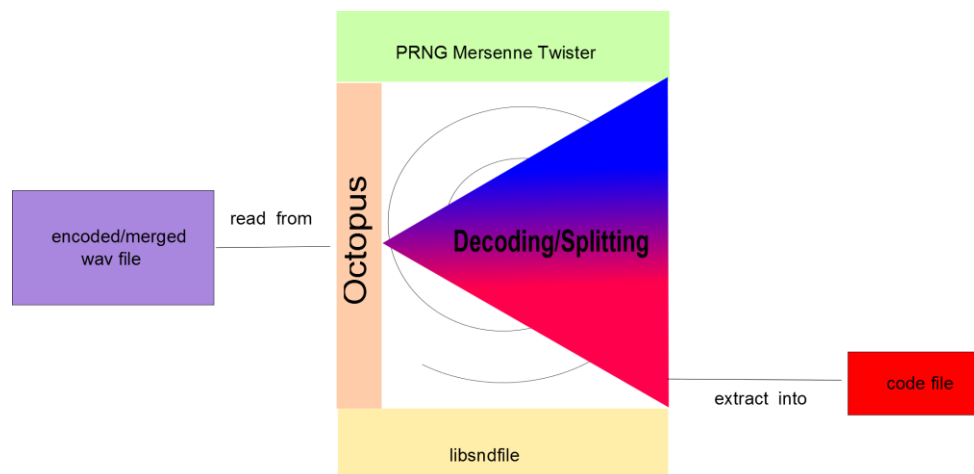 PRNG Mersenne Twister
encoded/merged
wav file
read from
Octopus
Decoding/Splitting
extract into
code file
libsndfile